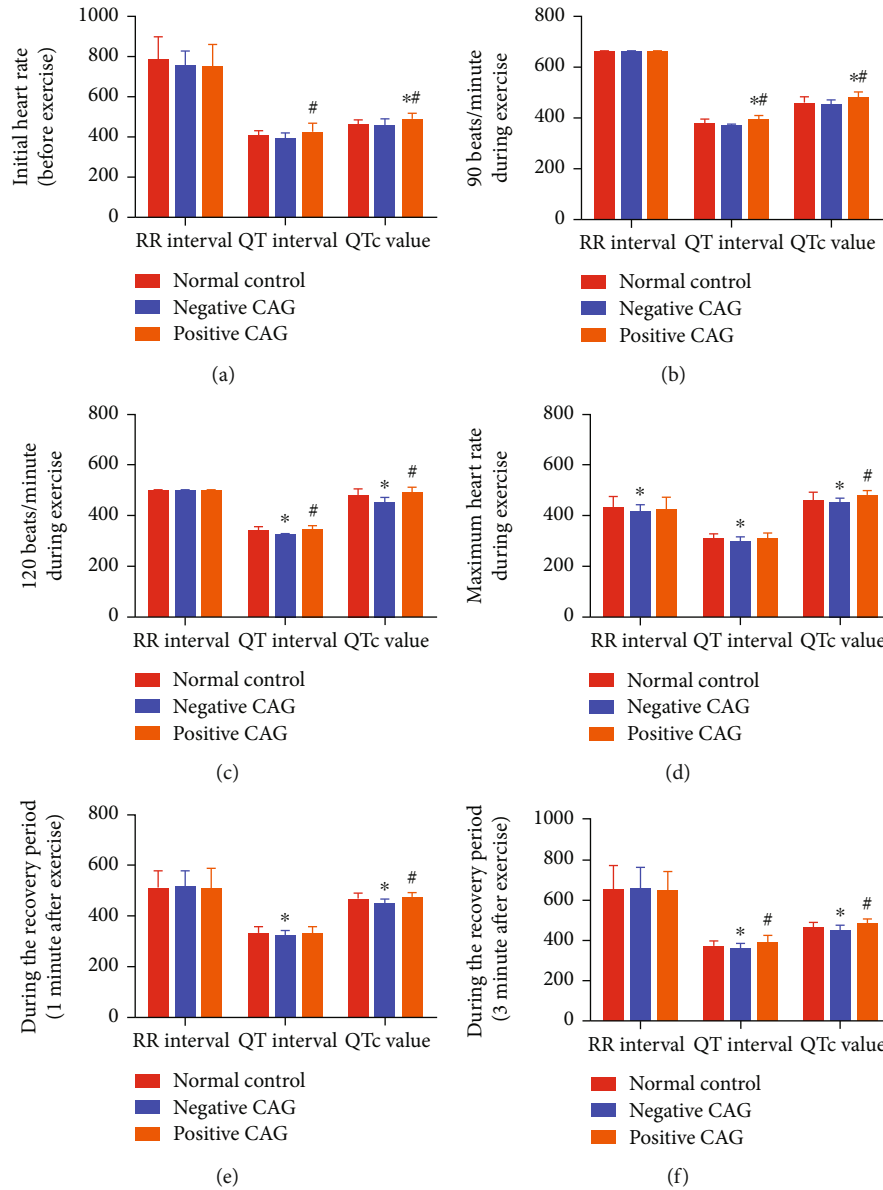 Initial heart rate
(before exercise)
1000
800
600
400
200
0
#
*#
RR interval QT interval QTc value
Normal control
Negative CAG
Positive CAG
(a)
90 beats/minute
during exercise
800
600
400
200
0
*#
*#
RR interval QT interval QTc value
Normal control
Negative CAG
Positive CAG
(b)
120 beats/minute
during exercise
800
600
400
200
0
*
#
*
#
RR interval QT interval QTc value
Normal control
Negative CAG
Positive CAG
(c)
Maximum heart rate
during exercise
800
600
400
200
0
*
*
*
#
RR interval QT interval QTc value
Normal control
Negative CAG
Positive CAG
(d)
During the recovery period
(1 minute after exercise)
800
600
400
200
0
*
*
#
RR interval QT interval QTc value
Normal control
Negative CAG
Positive CAG
(e)
During the recovery period
(3 minute after exercise)
1000
800
600
400
200
0
*
#
*
#
RR interval QT interval QTc value
Normal control
Negative CAG
Positive CAG
(f)